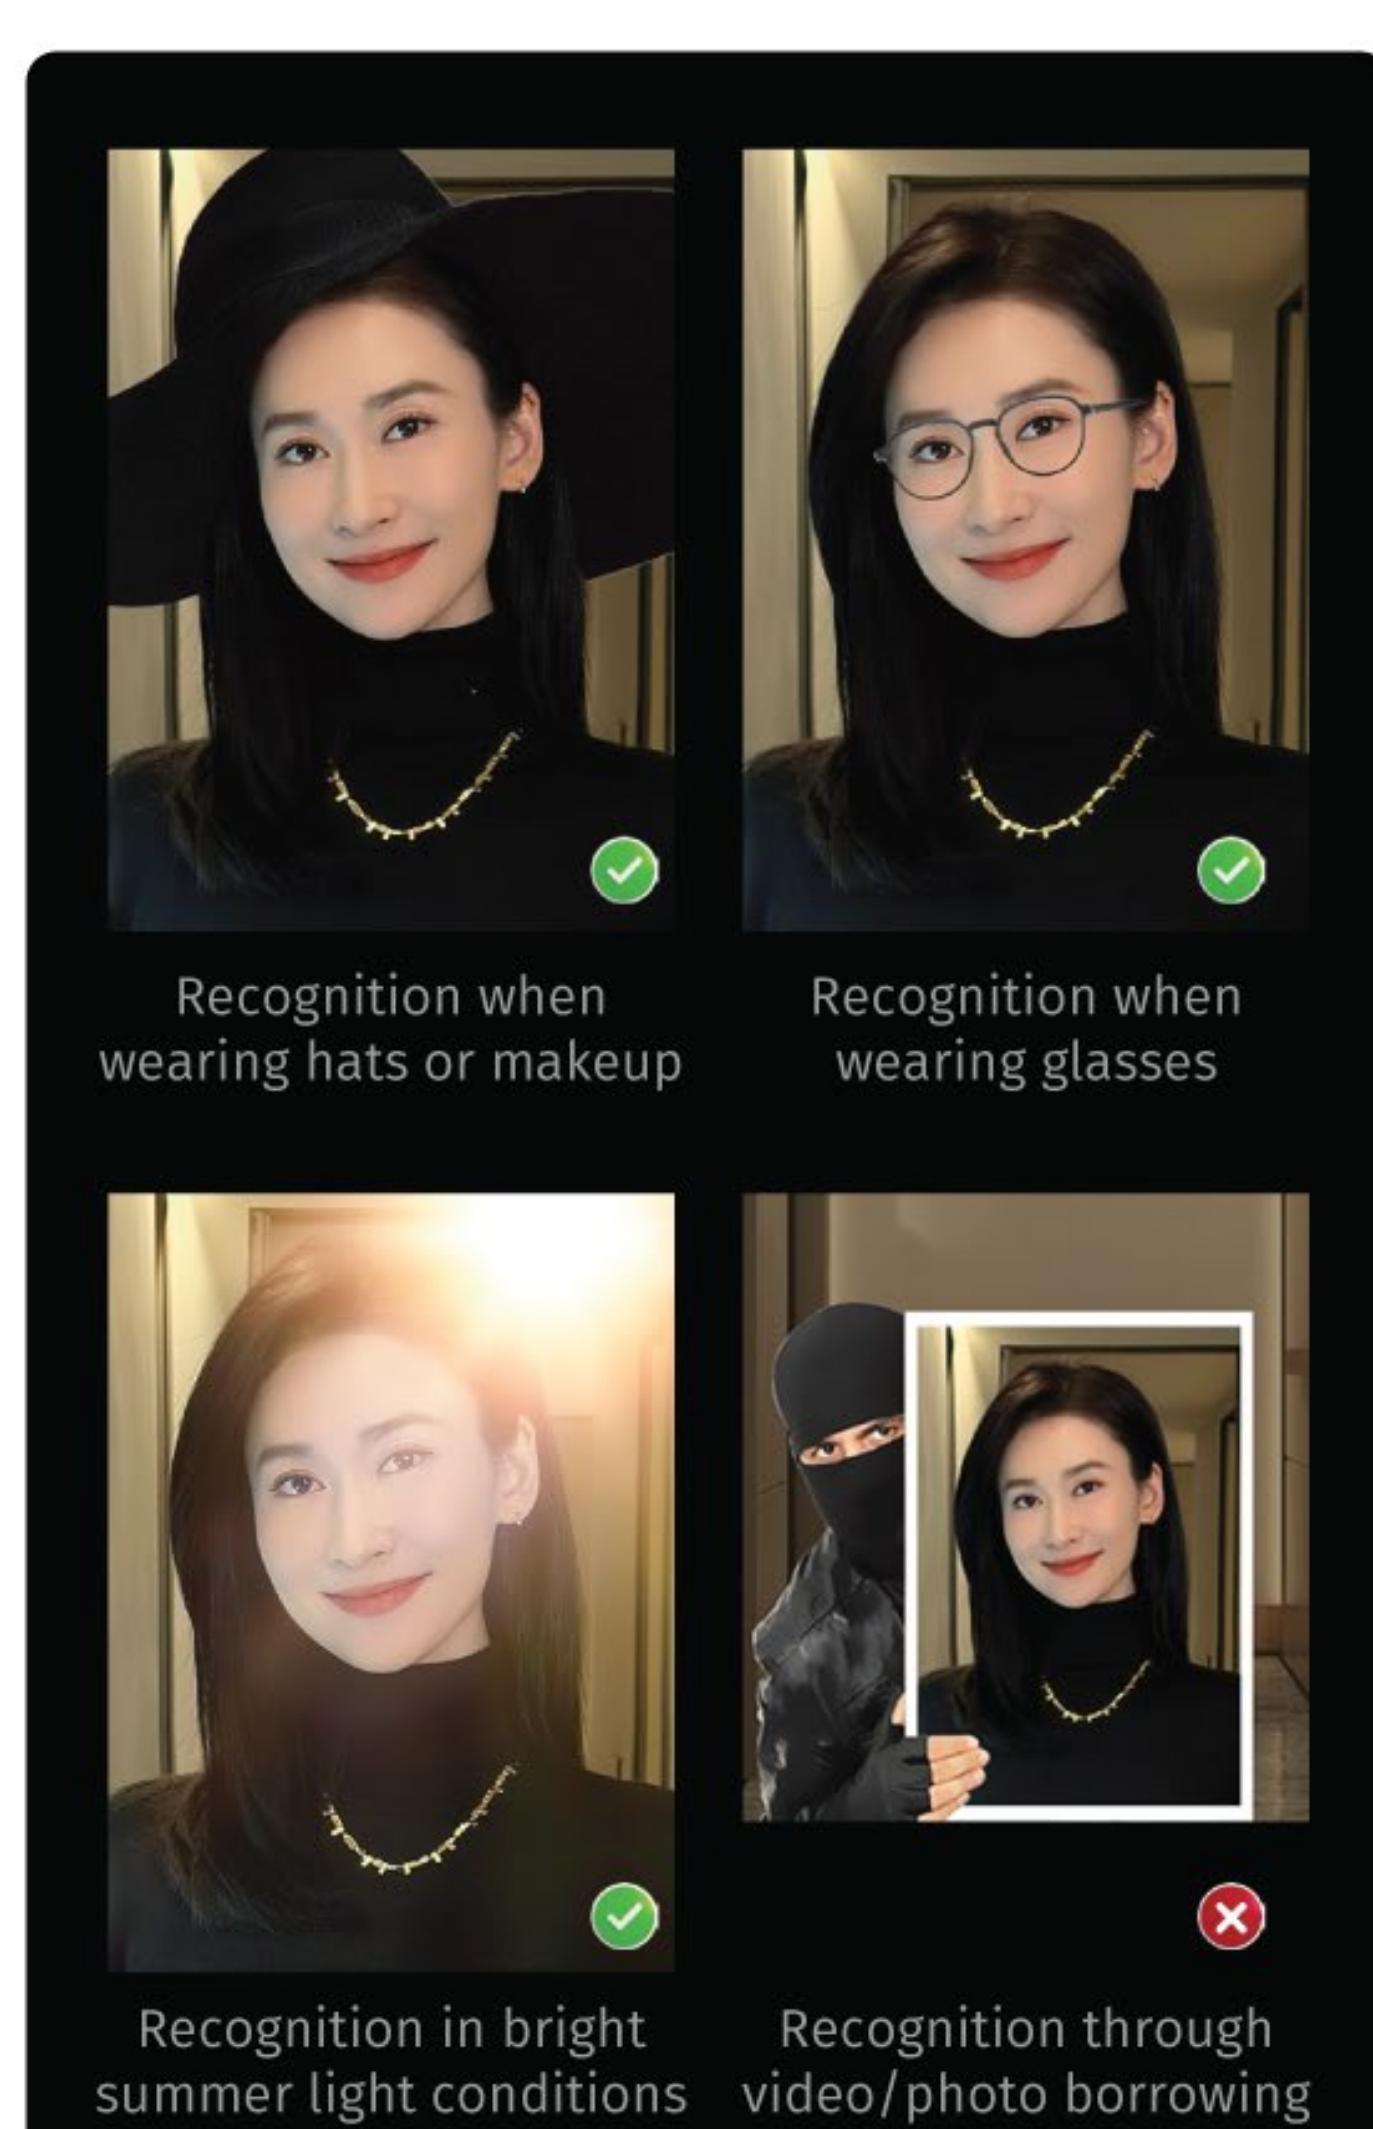 Recognition when
wearing hats or makeup
Recognition when
wearing glasses
Recognition in bright
summer light conditions
Recognition through
video/photo borrowing